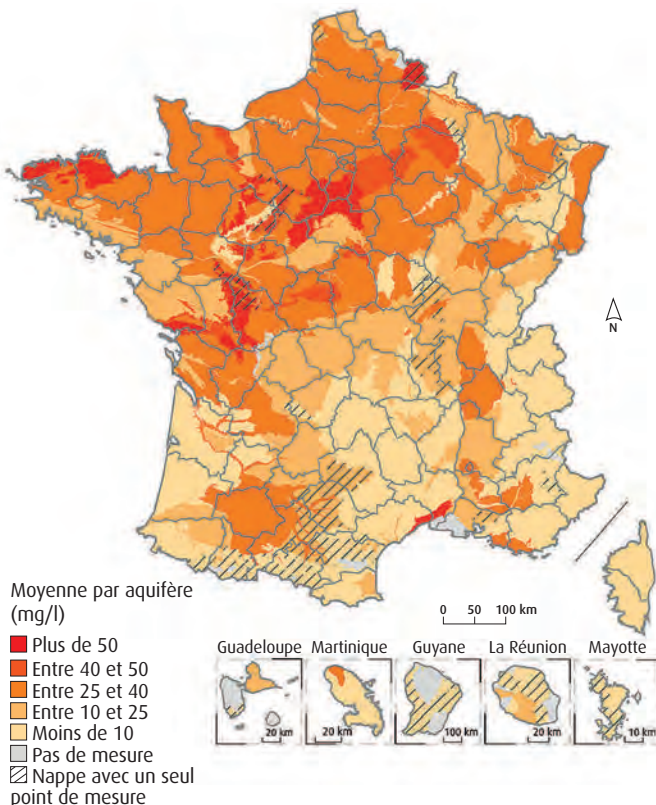 N
Moyenne par aquifère
(mg/l)
Plus de 50
Entre 40 et 50
Entre 25 et 40
Entre 10 et 25
Moins de 10
Pas de mesure
Nappe avec un seul
point de mesure
0 50 100 km
Guadeloupe Martinique Guyane La Réunion Mayotte
20 km 20 km 100 km 20 km 10 km